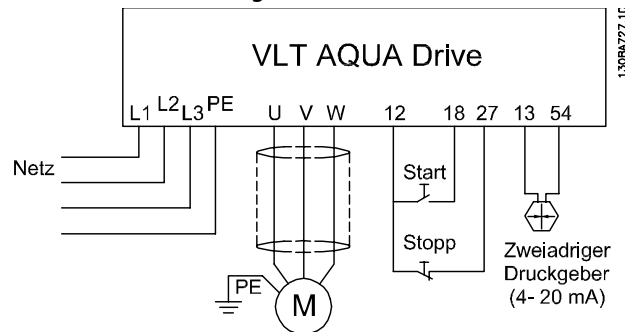 VLT AQUA Drive
130BA727.10
L1 L2 L3 PE U V W 12 18 27 13 54
Netz
Start
Stopp
PE
M
Zweiadriger
Druckgeber
(4- 20 mA)